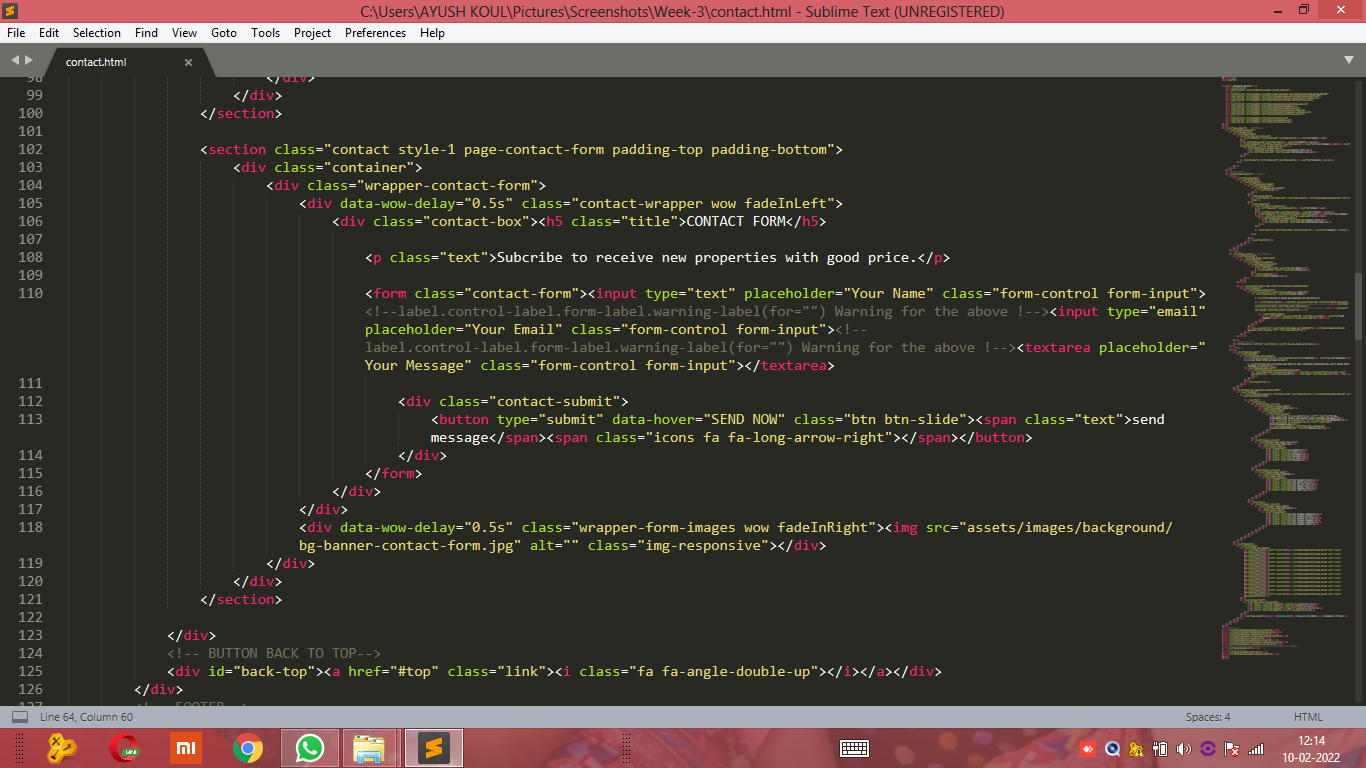 C:\Users\AYUSH KOUL\Pictures\Screenshots\Week-3\contact.html - Sublime Text (UNREGISTERED)
File Edit Selection Find View Goto Tools Project Preferences Help
contact.html
98 </div>
99 </div>
100 </section>
101
102 <section class="contact style-1 page-contact-form padding-top padding-bottom">
103 <div class="container">
104 <div class="wrapper-contact-form">
105 <div data-wow-delay="0.5s" class="contact-wrapper wow fadeInLeft">
106 <div class="contact-box"><h5 class="title">CONTACT FORM</h5>
107
108 <p class="text">Subcribe to receive new properties with good price.</p>
109
110 <form class="contact-form"><input type="text" placeholder="Your Name" class="form-control form-input">
<!--label.control-label.form-label.warning-label(for="") Warning for the above !--><input type="email"
placeholder="Your Email" class="form-control form-input"><!--
label.control-label.form-label.warning-label(for="") Warning for the above !--><textarea placeholder="
Your Message" class="form-control form-input"></textarea>
111
112 <div class="contact-submit">
113 <button type="submit" data-hover="SEND NOW" class="btn btn-slide"><span class="text">send
message</span><span class="icons fa fa-long-arrow-right"></span></button>
114 </div>
115 </form>
116 </div>
117 </div>
118 <div data-wow-delay="0.5s" class="wrapper-form-images wow fadeInRight"><img src="assets/images/background/
bg-banner-contact-form.jpg" alt="" class="img-responsive"></div>
119 </div>
120 </div>
121 </section>
122
123 </div>
124 <!-- BUTTON BACK TO TOP-->
125 <div id="back-top"><a href="#top" class="link"><i class="fa fa-angle-double-up"></i></a></div>
126 </div>
127 <!-- FOOTER-->
Line 64, Column 60 Spaces: 4 HTML
mi
12:14
10-02-2022